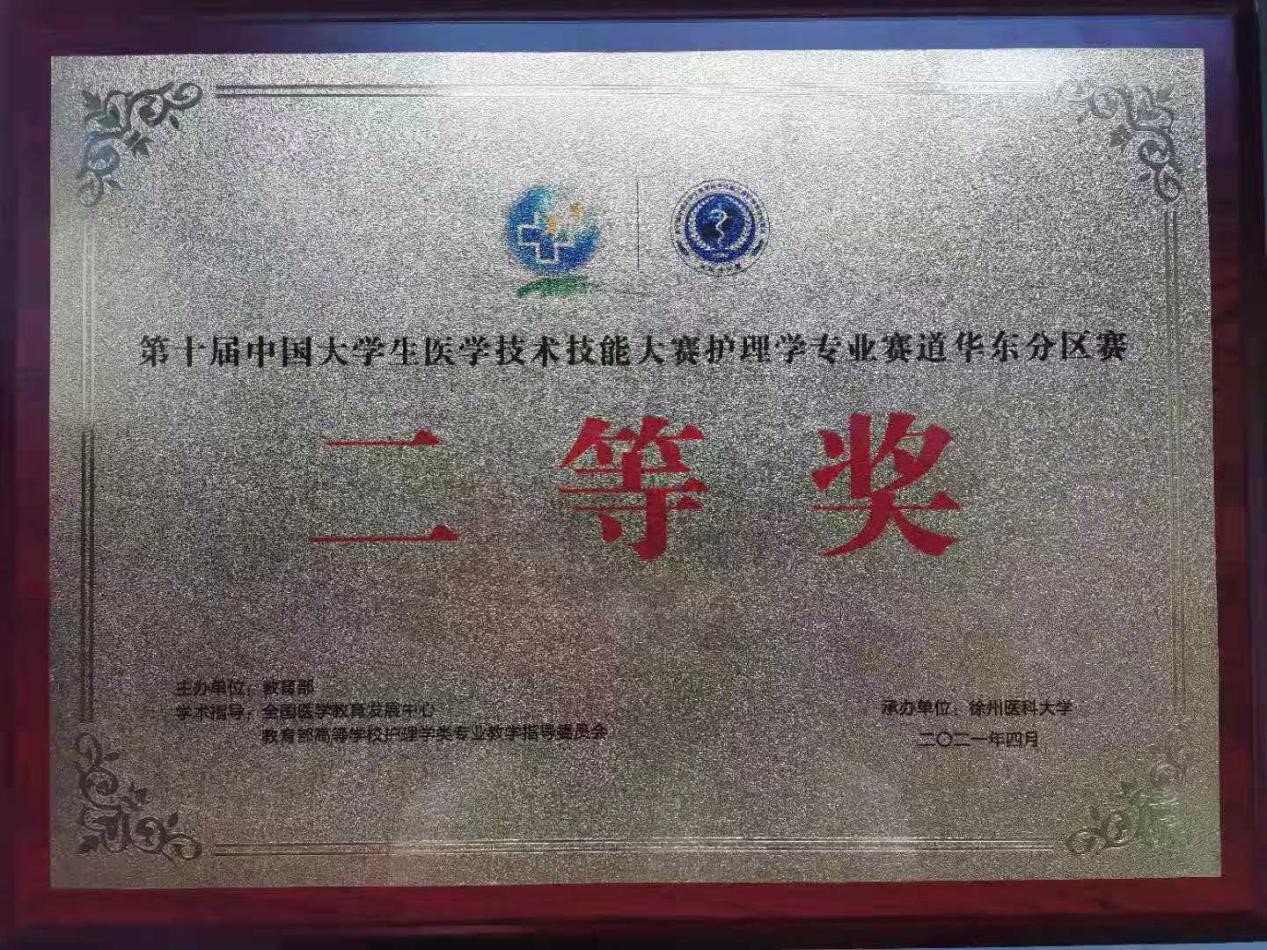 第十届中国大学生医学技术技能大赛护理学专业赛道华东分区赛
二等奖
主办单位：教育部
学术指导：全国医学教育发展中心
教育部高等学校护理学类专业教学指导委员会
承办单位：徐州医科大学
二〇二一年四月